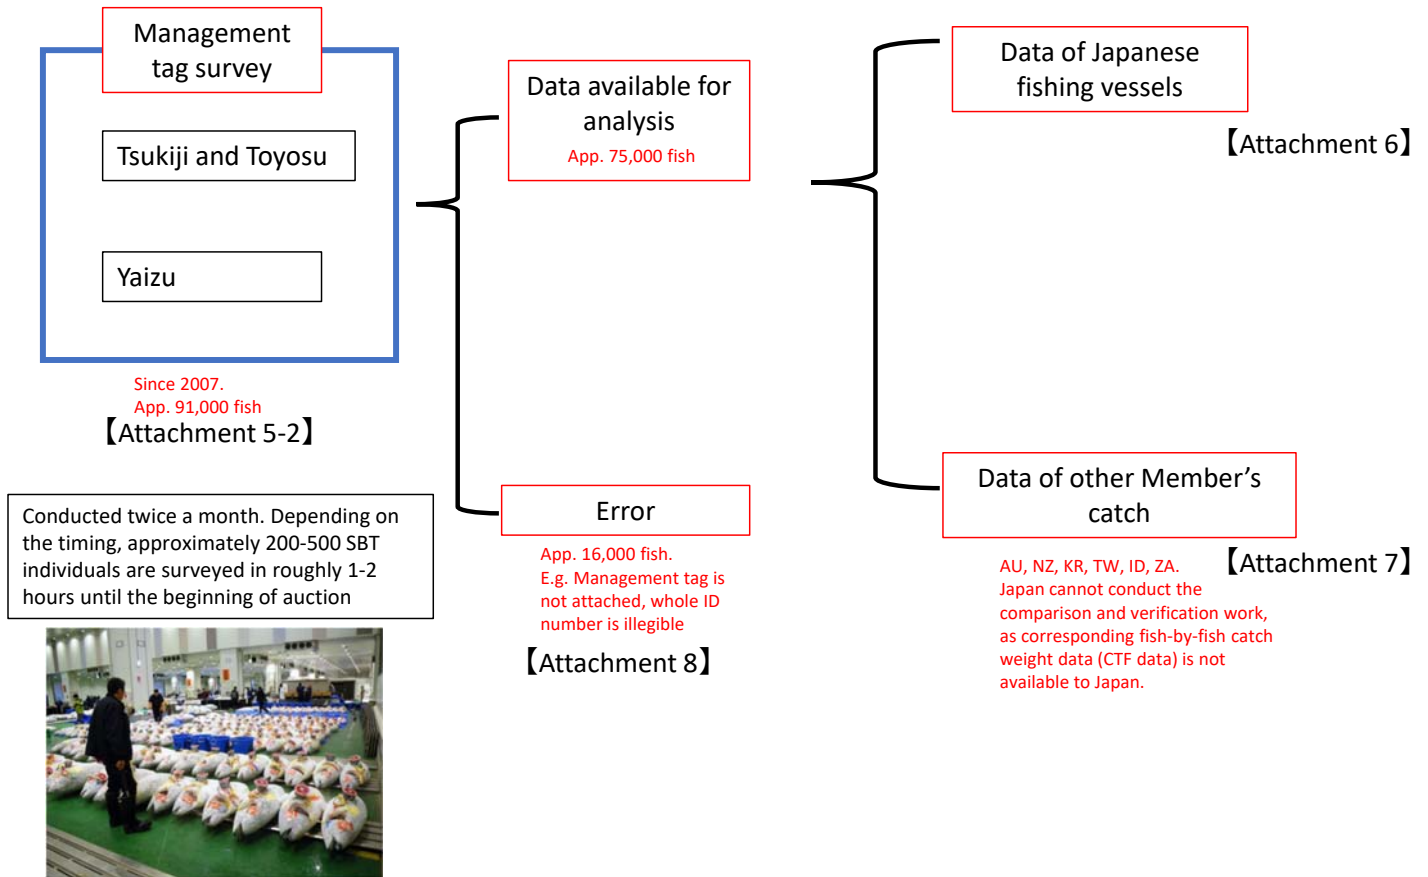 Management
tag survey
Tsukiji and Toyosu
Yaizu
Since 2007.
App. 91,000 fish
【Attachment 5-2】
Conducted twice a month. Depending on
the timing, approximately 200-500 SBT
individuals are surveyed in roughly 1-2
hours until the beginning of auction
Data available for
analysis
App. 75,000 fish
Error
App. 16,000 fish.
E.g. Management tag is
not attached, whole ID
number is illegible
【Attachment 8】
Data of Japanese
fishing vessels
【Attachment 6】
Data of other Member’s
catch
【Attachment 7】
AU, NZ, KR, TW, ID, ZA.
Japan cannot conduct the
comparison and verification work,
as corresponding fish-by-fish catch
weight data (CTF data) is not
available to Japan.